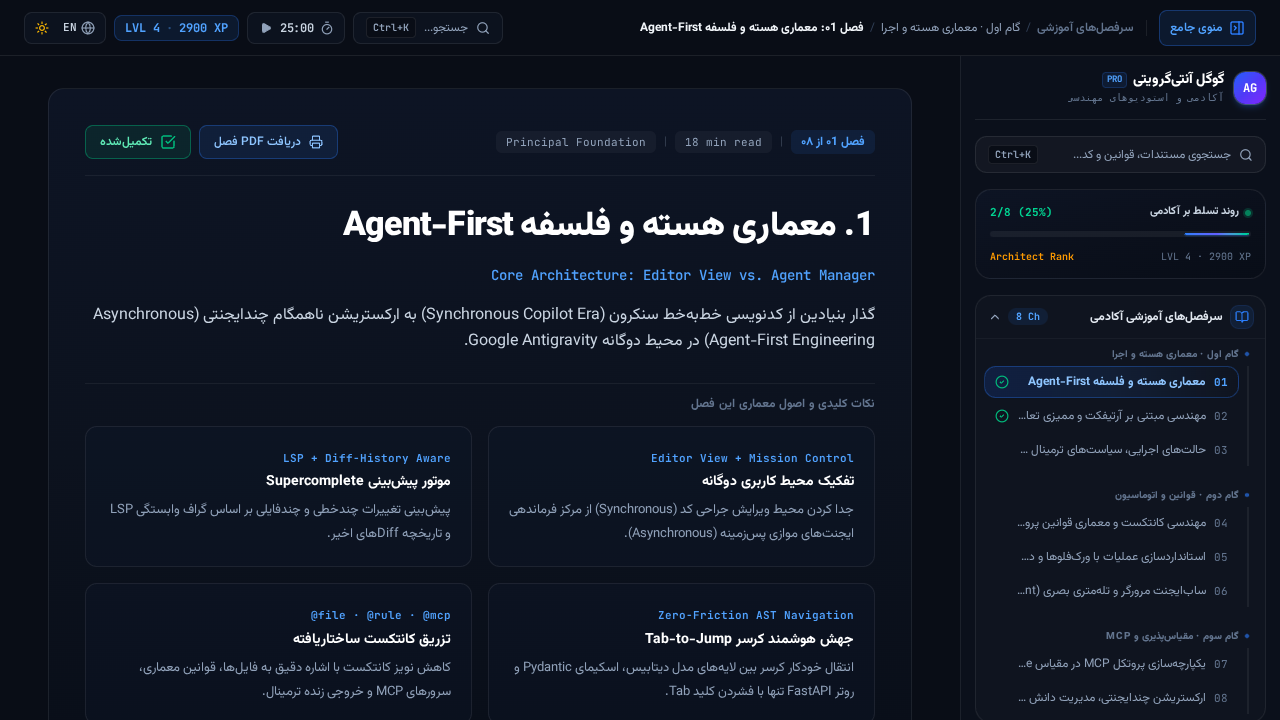 منوی جامع
سرفصل‌های آموزشی / گام اول · معماری هسته و اجرا / فصل 01: معماری هسته و فلسفه Agent-First
جستجو... Ctrl+K
25:00
LVL 4 · 2900 XP
EN
AG
گوگل آنتی‌گرویتی PRO
آکادمی و استودیوهای مهندسر
جستجوی مستندات، قوانین و کد... Ctrl+K
روند تسلط بر آکادمی 2/8 (25%)
LVL 4 · 2900 XP Architect Rank
سرفصل‌های آموزشی آکادمی 8 Ch
گام اول · معماری هسته و اجرا
01 معماری هسته و فلسفه Agent-First
02 مهندسی مبتنی بر آرتیفکت و ممیزی تعا...
03 حالت‌های اجرایی، سیاست‌های ترمینال ...
گام دوم · قوانین و اتوماسیون
04 مهندسی کانتکست و معماری قوانین پرو...
05 استانداردسازی عملیات با ورک‌فلوها و د...
06 ساب‌ایجنت مرورگر و تله‌متری بصری (nt...
گام سوم · مقیاس‌پذیری و MCP
07 یکپارچه‌سازی پروتکل MCP در مقیاس e...
08 ارکستریشن چندایجنتی، مدیریت دانش ...
فصل 01 از ۰۸
18 min read
Principal Foundation
دریافت PDF فصل
تکمیل‌شده
1. معماری هسته و فلسفه Agent-First
Core Architecture: Editor View vs. Agent Manager
گذار بنیادین از کدنویسی خط‌به‌خط سنکرون (Synchronous Copilot Era) به ارکستریشن ناهمگام چندایجنتی (Asynchronous
Agent-First Engineering) در محیط دوگانه Google Antigravity.
نکات کلیدی و اصول معماری این فصل
Editor View + Mission Control
تفکیک محیط کاربری دوگانه
جدا کردن محیط ویرایش جراحی کد (Synchronous) از مرکز فرماندهی
ایجنت‌های موازی پس‌زمینه (Asynchronous).
LSP + Diff-History Aware
موتور پیش‌بینی Supercomplete
پیش‌بینی تغییرات چندخطی و چندفایلی بر اساس گراف وابستگی LSP
و تاریخچه Diffهای اخیر.
Zero-Friction AST Navigation
جهش هوشمند کرسر Tab-to-Jump
انتقال خودکار کرسر بین لایه‌های مدل دیتابیس، اسکیمای Pydantic و
روتر FastAPI تنها با فشردن کلید Tab.
@file · @rule · @mcp
تزریق کانتکست ساختاریافته
کاهش نویز کانتکست با اشاره دقیق به فایل‌ها، قوانین معماری،
سرورهای MCP و خروجی زنده ترمینال.